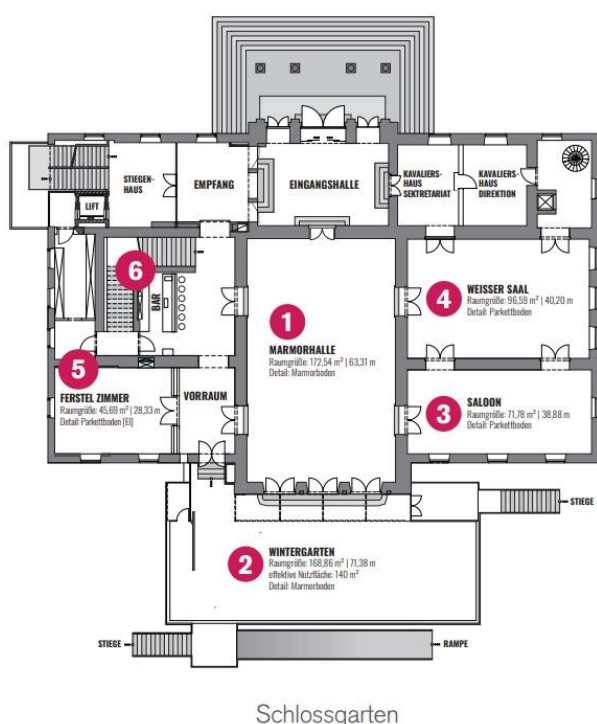 STIEGEN-
HAUS
EMPFANG
EINGANGSHALLE
KAVALIERS-
HAUS
SEKTRETARIAT
KAVALIERS-
HAUS
DIREKTION
LIFT
6
BAR
1
MARMORHALLE
Raumgröße: 172,54 m² | 63,31 m
Detail: Marmorboden
4
WEISSER SAAL
Raumgröße: 96,59 m² | 40,20 m
Detail: Parkettboden
5
FERSTEL ZIMMER
Raumgröße: 45,69 m² | 28,33 m
Detail: Parkettboden [EI]
VORRAUM
3
SALOON
Raumgröße: 71,78 m² | 38,88 m
Detail: Parkettboden
STIEGE
2
WINTERGARTEN
Raumgröße: 168,86 m² | 71,38 m
effektive Nutzfläche: 140 m²
Detail: Marmorboden
STIEGE
RAMPE
Schlossgarten